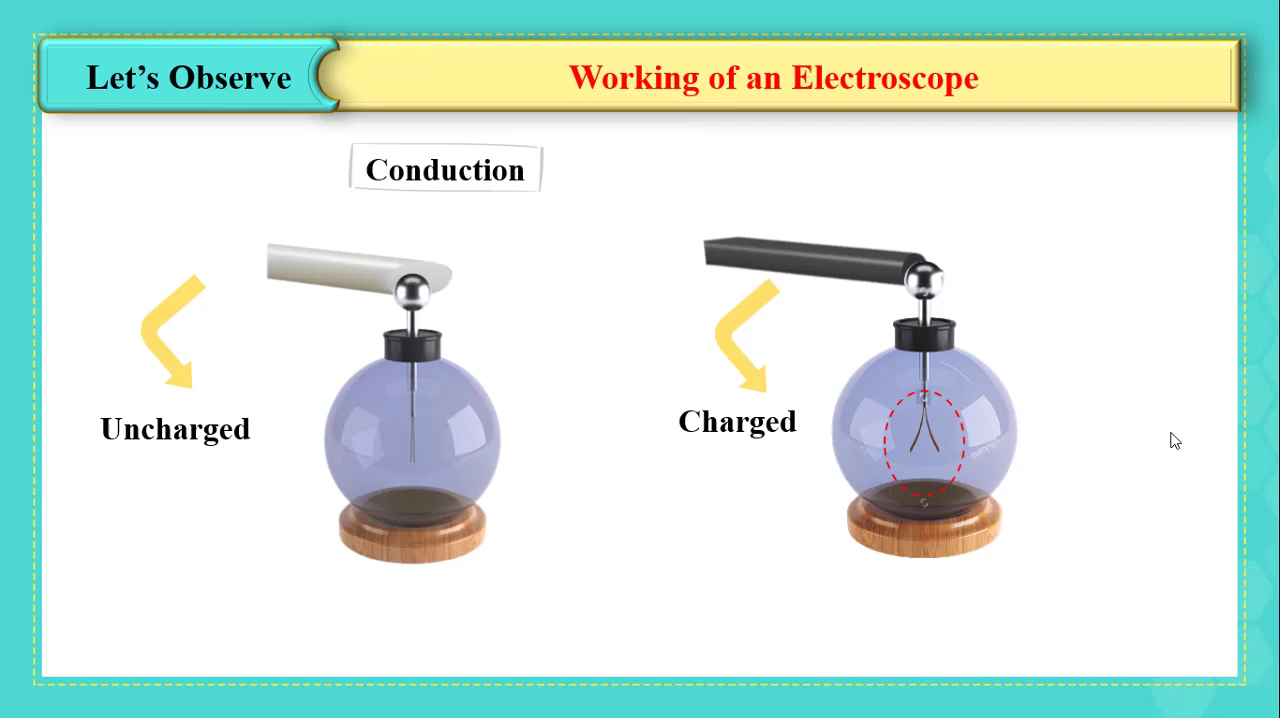 Let’s Observe
Working of an Electroscope
Conduction
Uncharged
Charged